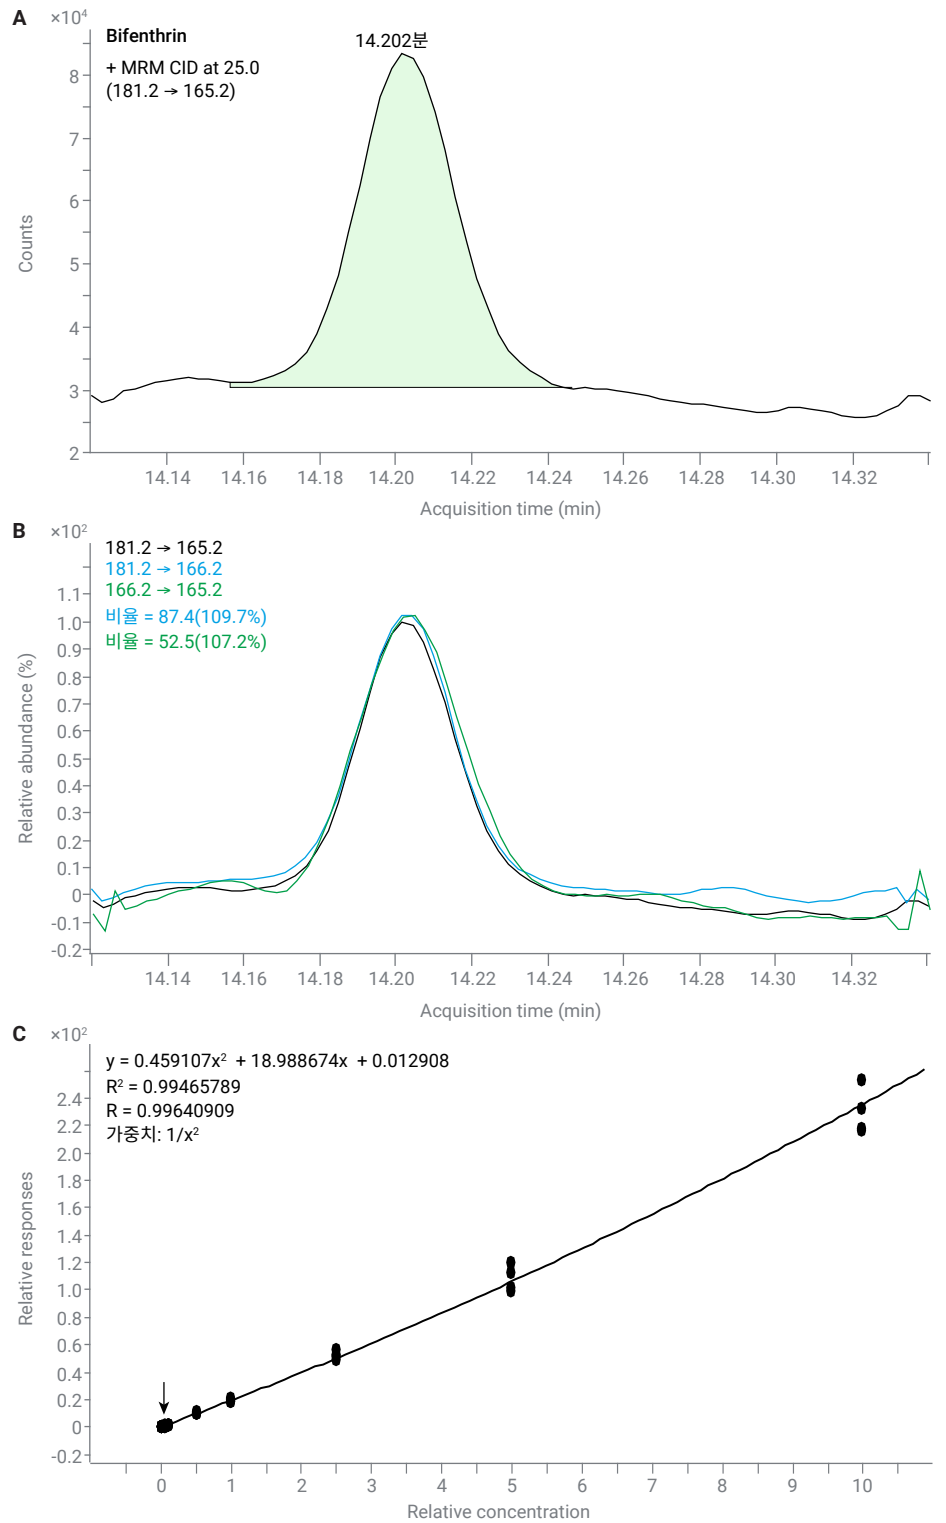 A
×10⁴
Bifenthrin
+ MRM CID at 25.0
(181.2 → 165.2)
14.202분
8
7
6
5
4
3
2
Counts
14.14 14.16 14.18 14.20 14.22 14.24 14.26 14.28 14.30 14.32
Acquisition time (min)
B
×10²
181.2 → 165.2
181.2 → 166.2
166.2 → 165.2
비율 = 87.4(109.7%)
비율 = 52.5(107.2%)
1.1
1.0
0.9
0.8
0.7
0.6
0.5
0.4
0.3
0.2
0.1
0
-0.1
-0.2
Relative abundance (%)
14.14 14.16 14.18 14.20 14.22 14.24 14.26 14.28 14.30 14.32
Acquisition time (min)
C
×10²
y = 0.459107x² + 18.988674x + 0.012908
R² = 0.99465789
R = 0.99640909
가중치: 1/x²
2.4
2.2
2.0
1.8
1.6
1.4
1.2
1.0
0.8
0.6
0.4
0.2
0
-0.2
Relative responses
0 1 2 3 4 5 6 7 8 9 10
Relative concentration